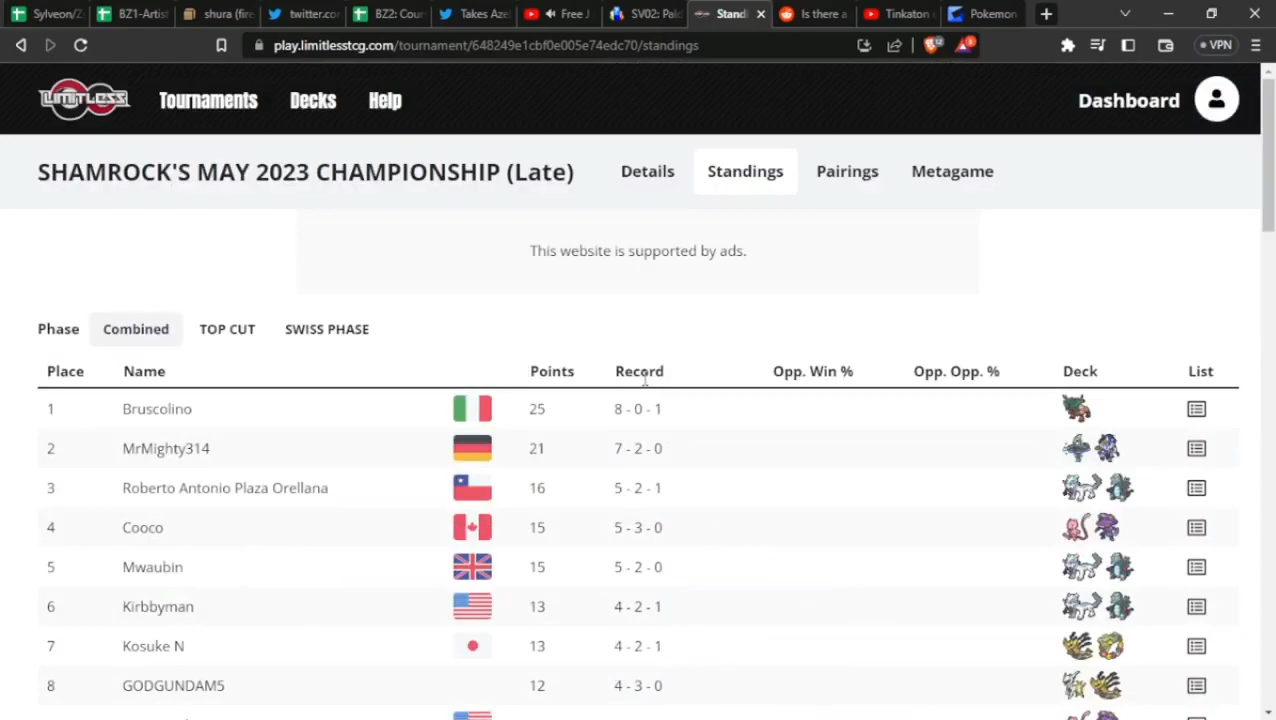 Sylveon/Z
BZ1-Artist
shura (fire
twitter.co
BZ2: Cour
Takes Aze
Free J
SV02: Pal
Stand
Is there a
Tinkaton
Pokemon
play.limitlesstcg.com/tournament/648249e1cbf0e005e74edc70/standings
VPN
LIMITLESS
Tournaments
Decks
Help
Dashboard
SHAMROCK'S MAY 2023 CHAMPIONSHIP (Late)
Details
Standings
Pairings
Metagame
This website is supported by ads.
Phase Combined TOP CUT SWISS PHASE
Place Name Points Record Opp. Win % Opp. Opp. % Deck List
1 Bruscolino 25 8 - 0 - 1
2 MrMighty314 21 7 - 2 - 0
3 Roberto Antonio Plaza Orellana 16 5 - 2 - 1
4 Cooco 15 5 - 3 - 0
5 Mwaubin 15 5 - 2 - 0
6 Kirbbyman 13 4 - 2 - 1
7 Kosuke N 13 4 - 2 - 1
8 GODGUNDAM5 12 4 - 3 - 0